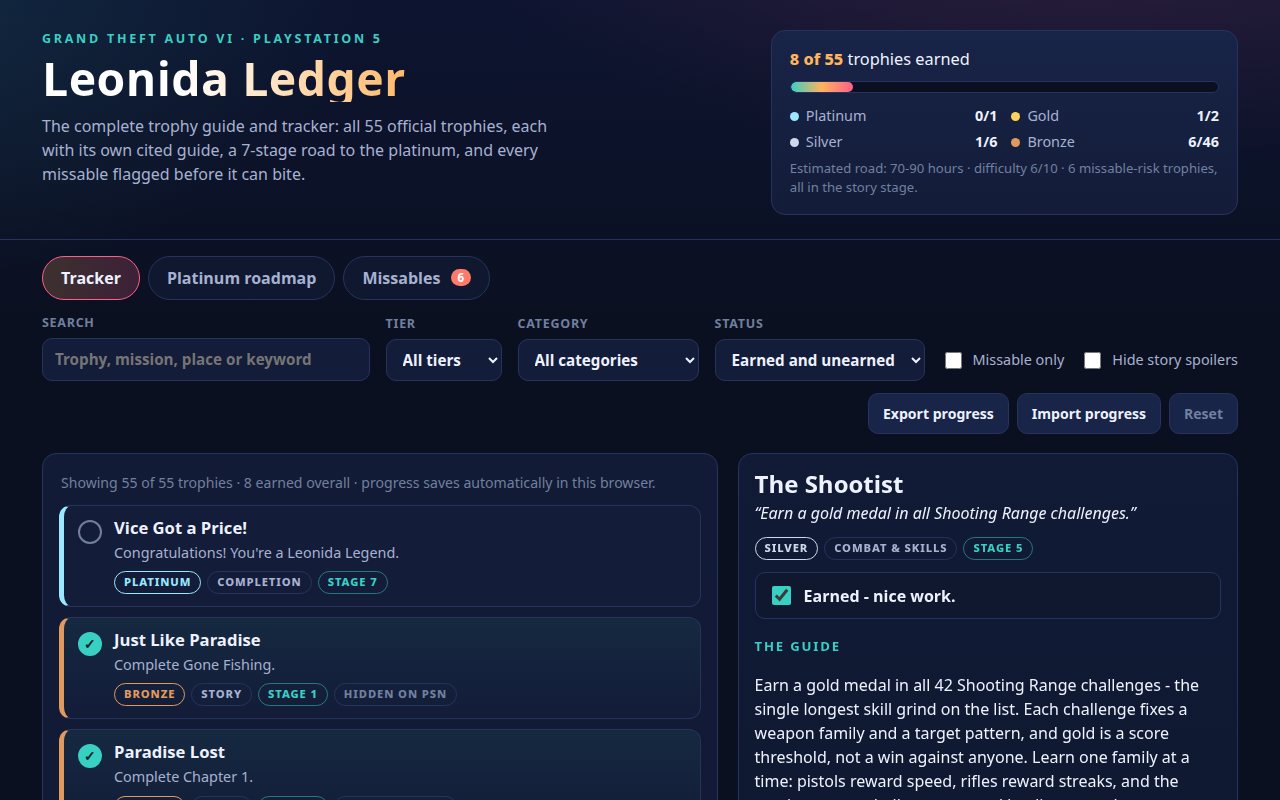 GRAND THEFT AUTO VI · PLAYSTATION 5
Leonida Ledger
The complete trophy guide and tracker: all 55 official trophies, each
with its own cited guide, a 7-stage road to the platinum, and every
missable flagged before it can bite.
8 of 55 trophies earned
Platinum 0/1
Gold 1/2
Silver 1/6
Bronze 6/46
Estimated road: 70-90 hours · difficulty 6/10 · 6 missable-risk trophies,
all in the story stage.
Tracker
Platinum roadmap
Missables 6
SEARCH
Trophy, mission, place or keyword
TIER
All tiers
CATEGORY
All categories
STATUS
Earned and unearned
Missable only
Hide story spoilers
Export progress
Import progress
Reset
Showing 55 of 55 trophies · 8 earned overall · progress saves automatically in this browser.
Vice Got a Price!
Congratulations! You're a Leonida Legend.
PLATINUM COMPLETION STAGE 7
Just Like Paradise
Complete Gone Fishing.
BRONZE STORY STAGE 1 HIDDEN ON PSN
Paradise Lost
Complete Chapter 1.
The Shootist
“Earn a gold medal in all Shooting Range challenges.”
SILVER COMBAT & SKILLS STAGE 5
Earned - nice work.
THE GUIDE
Earn a gold medal in all 42 Shooting Range challenges - the
single longest skill grind on the list. Each challenge fixes a
weapon family and a target pattern, and gold is a score
threshold, not a win against anyone. Learn one family at a
time: pistols reward speed, rifles reward streaks, and the